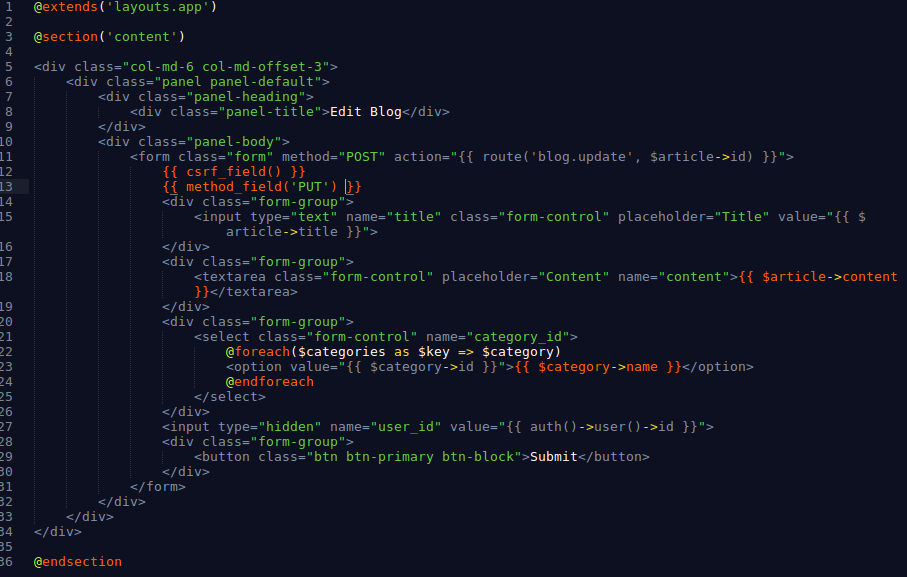 1 @extends('layouts.app')
2
3 @section('content')
4
5 <div class="col-md-6 col-md-offset-3">
6 <div class="panel panel-default">
7 <div class="panel-heading">
8 <div class="panel-title">Edit Blog</div>
9 </div>
10 <div class="panel-body">
11 <form class="form" method="POST" action="{{ route('blog.update', $article->id) }}">
12 {{ csrf_field() }}
13 {{ method_field('PUT') }}
14 <div class="form-group">
15 <input type="text" name="title" class="form-control" placeholder="Title" value="{{ $
article->title }}">
16 </div>
17 <div class="form-group">
18 <textarea class="form-control" placeholder="Content" name="content">{{ $article->content
}}</textarea>
19 </div>
20 <div class="form-group">
21 <select class="form-control" name="category_id">
22 @foreach($categories as $key => $category)
23 <option value="{{ $category->id }}">{{ $category->name }}</option>
24 @endforeach
25 </select>
26 </div>
27 <input type="hidden" name="user_id" value="{{ auth()->user()->id }}">
28 <div class="form-group">
29 <button class="btn btn-primary btn-block">Submit</button>
30 </div>
31 </form>
32 </div>
33 </div>
34 </div>
35
36 @endsection